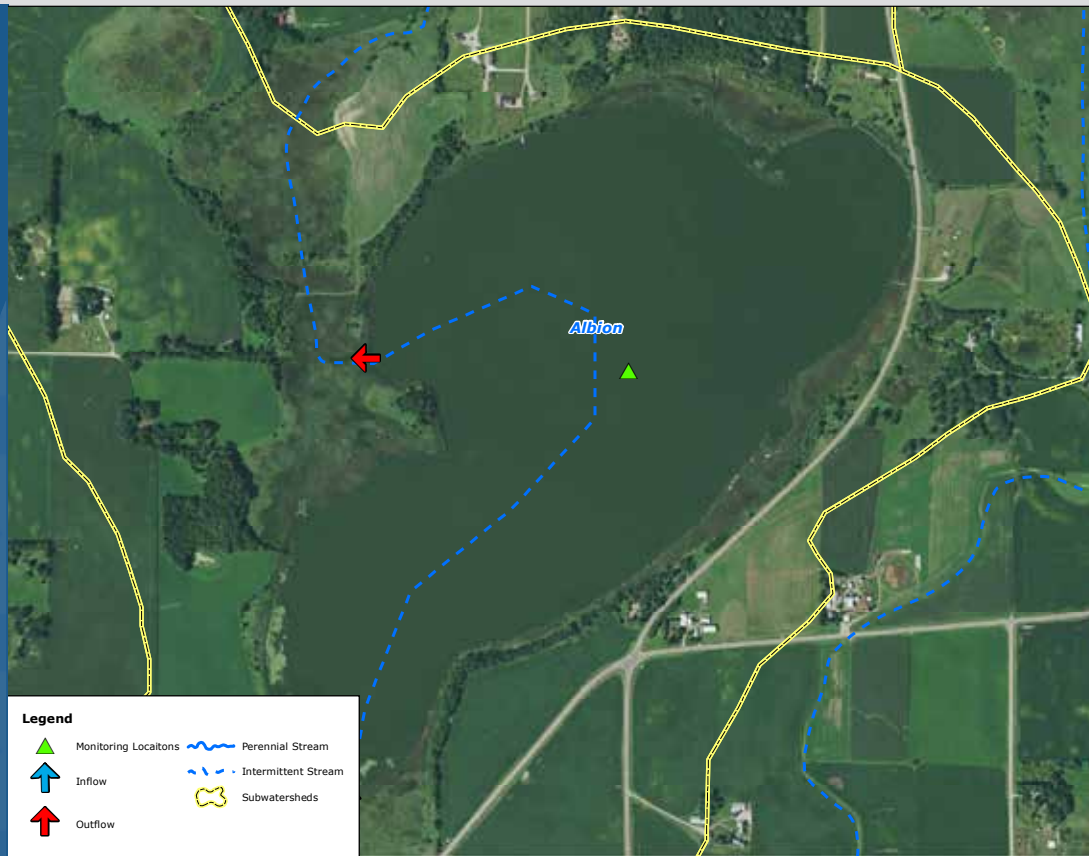 Albion
Legend
Monitoring Locaitons
Inflow
Outflow
Perennial Stream
Intermittent Stream
Subwatersheds